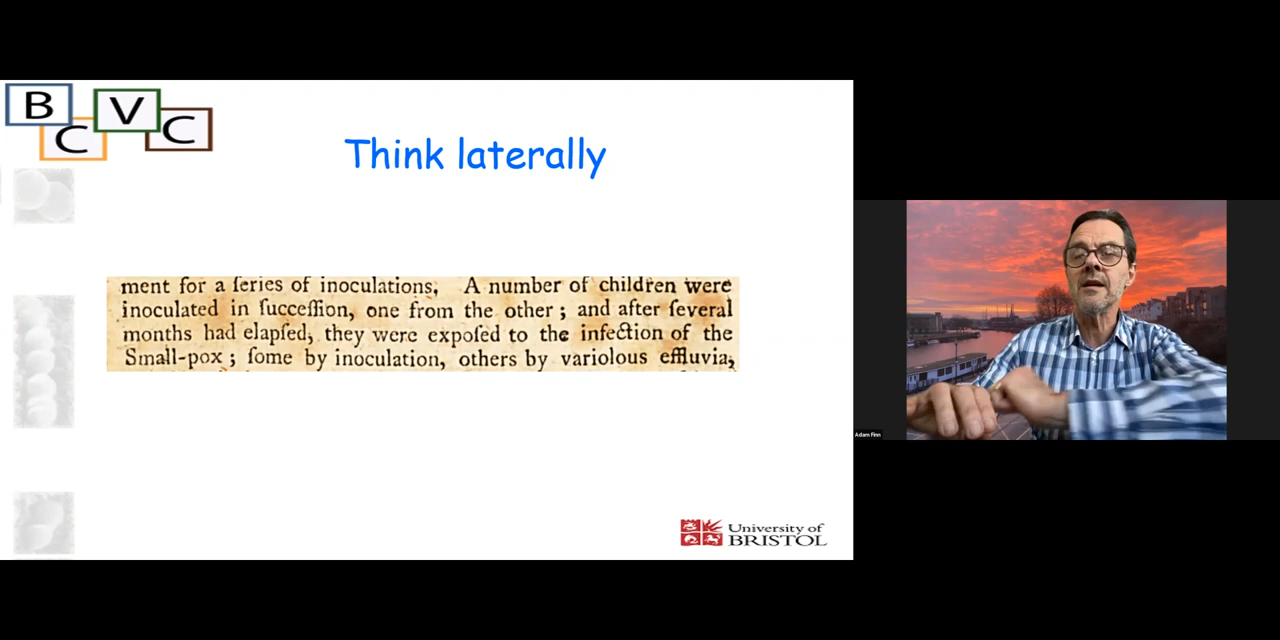 B
C
V
C
Think laterally
ment for a ſeries of inoculations, A number of children were
inoculated in ſucceſſion, one from the other ; and after ſeveral
months had elapſed, they were expoſed to the infection of the
Small-pox ; ſome by inoculation, others by variolous effluvia,
University of
BRISTOL
Adam Finn